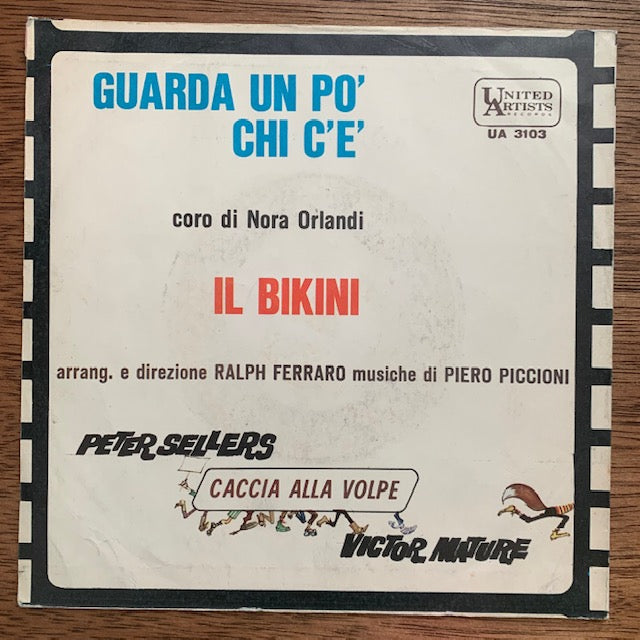 GUARDA UN PO'
CHI C'E'
UNITED
ARTISTS
RECORDS
UA 3103
coro di Nora Orlandi
IL BIKINI
arrang. e direzione RALPH FERRARO musiche di PIERO PICCIONI
PETER SELLERS
CACCIA ALLA VOLPE
VICTOR MATURE